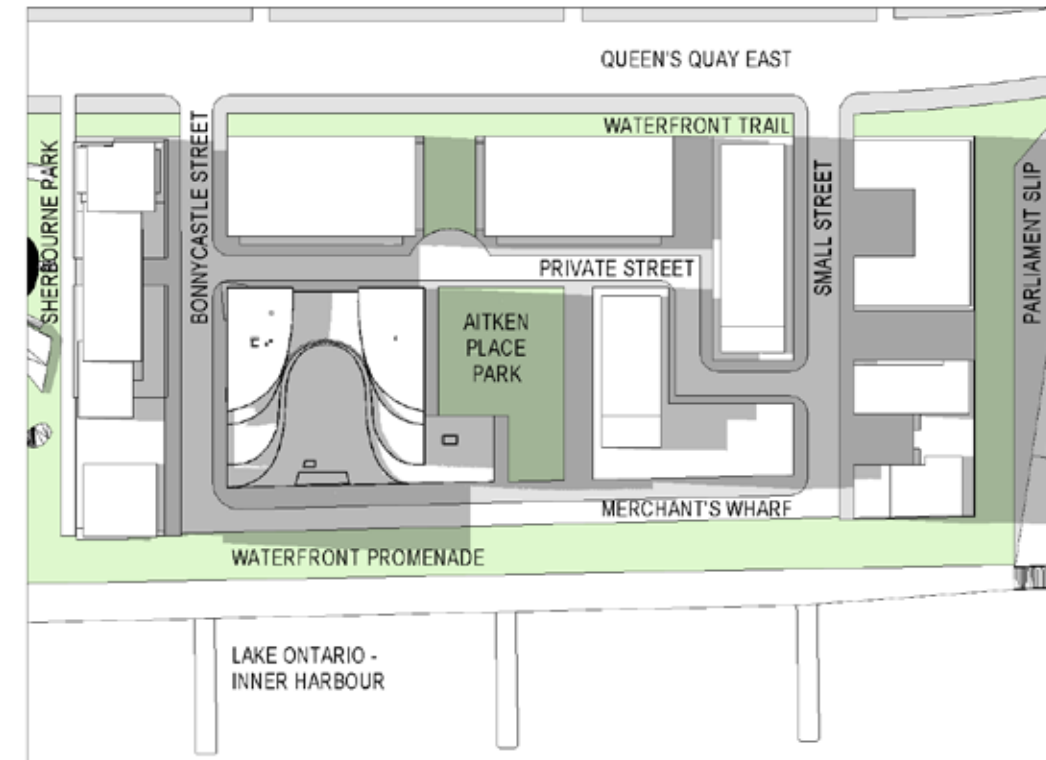 QUEEN'S QUAY EAST
WATERFRONT TRAIL
SHERBOURNE PARK
BONNYCASTLE STREET
SMALL STREET
PARLIAMENT SLIP
PRIVATE STREET
AITKEN
PLACE
PARK
MERCHANT'S WHARF
WATERFRONT PROMENADE
LAKE ONTARIO -
INNER HARBOUR